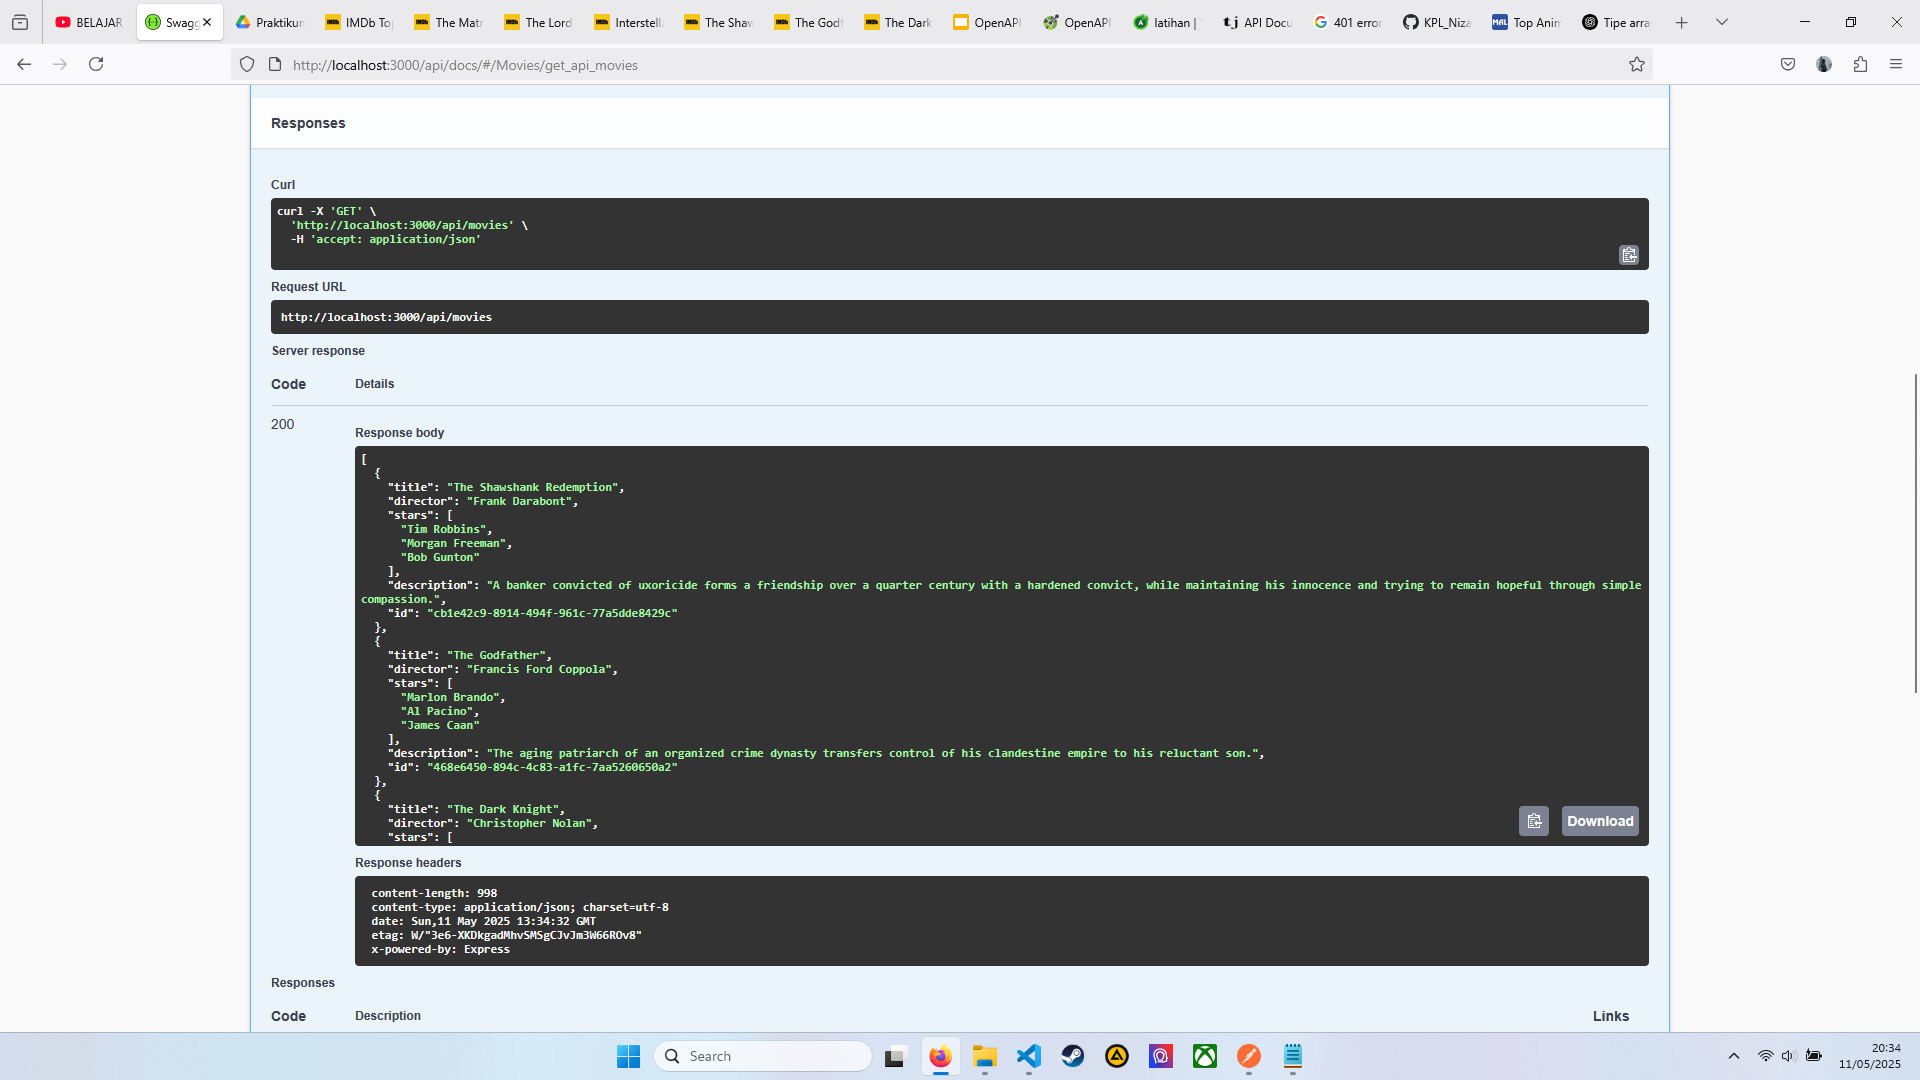 BELAJAR
Swagg
Praktikun
IMDb To
The Matr
The Lord
Interstell
The Shaw
The Godf
The Dark
OpenAPI
OpenAPI
latihan |
API Docu
401 error
KPL_Niza
Top Anim
Tipe arra
http://localhost:3000/api/docs/#/Movies/get_api_movies
Responses
Curl
curl -X 'GET' \
'http://localhost:3000/api/movies' \
-H 'accept: application/json'
Request URL
http://localhost:3000/api/movies
Server response
Code Details
200
Response body
[
{
"title": "The Shawshank Redemption",
"director": "Frank Darabont",
"stars": [
"Tim Robbins",
"Morgan Freeman",
"Bob Gunton"
],
"description": "A banker convicted of uxoricide forms a friendship over a quarter century with a hardened convict, while maintaining his innocence and trying to remain hopeful through simple
compassion.",
"id": "cb1e42c9-8914-494f-961c-77a5dde8429c"
},
{
"title": "The Godfather",
"director": "Francis Ford Coppola",
"stars": [
"Marlon Brando",
"Al Pacino",
"James Caan"
],
"description": "The aging patriarch of an organized crime dynasty transfers control of his clandestine empire to his reluctant son.",
"id": "468e6450-894c-4c83-a1fc-7aa5260650a2"
},
{
"title": "The Dark Knight",
"director": "Christopher Nolan",
"stars": [
Download
Response headers
content-length: 998
content-type: application/json; charset=utf-8
date: Sun,11 May 2025 13:34:32 GMT
etag: W/"3e6-XKDkgadMhvSMSgCJvJm3W66ROv8"
x-powered-by: Express
Responses
Code Description Links
Search
20:34
11/05/2025